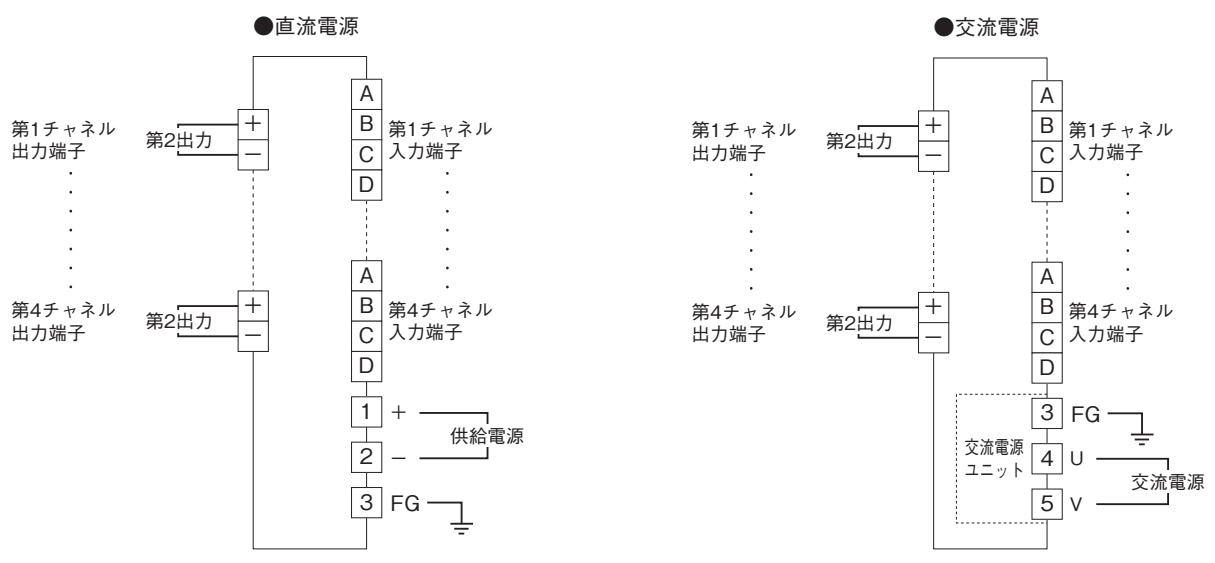 ●直流電源
第1チャネル
出力端子
第2出力
+
−
A
B
C
D
第1チャネル
入力端子
第4チャネル
出力端子
第2出力
+
−
A
B
C
D
第4チャネル
入力端子
1 +
2 −
供給電源
3 FG
●交流電源
第1チャネル
出力端子
第2出力
+
−
A
B
C
D
第1チャネル
入力端子
第4チャネル
出力端子
第2出力
+
−
A
B
C
D
第4チャネル
入力端子
交流電源
ユニット
3 FG
4 U
5 V
交流電源